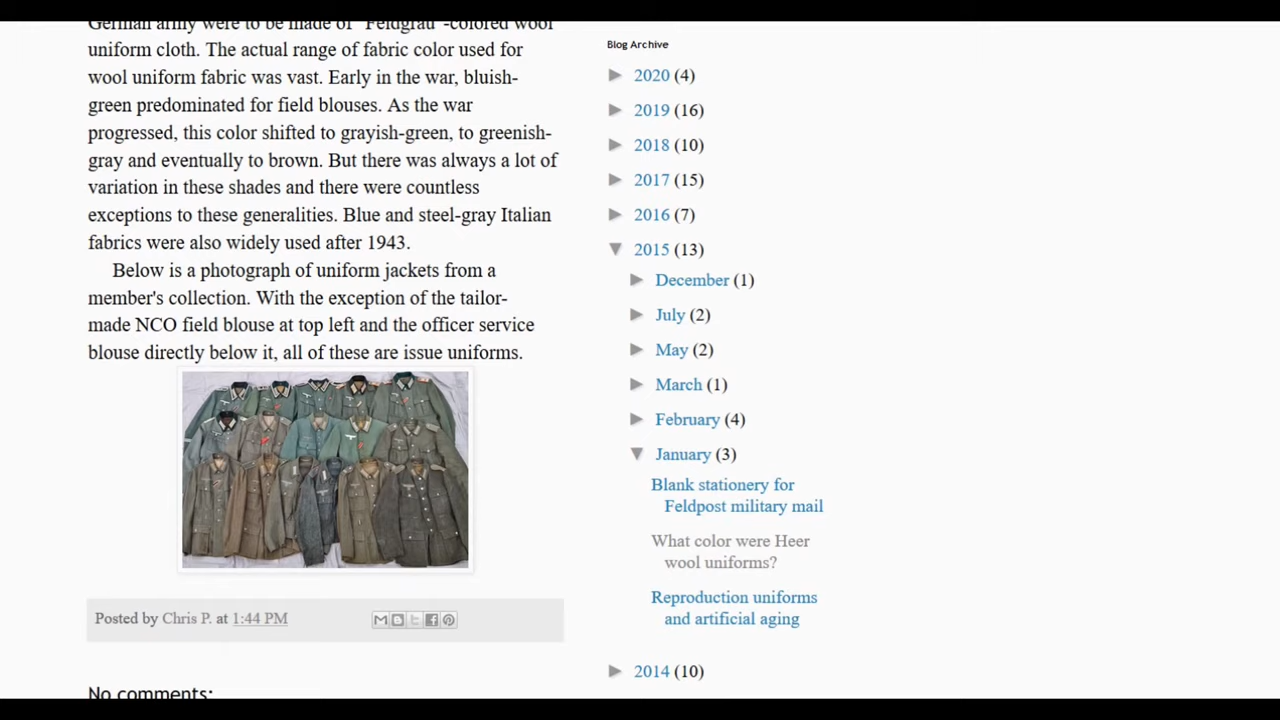 German army were to be made of "Feldgrau"-colored wool
uniform cloth. The actual range of fabric color used for
wool uniform fabric was vast. Early in the war, bluish-
green predominated for field blouses. As the war
progressed, this color shifted to grayish-green, to greenish-
gray and eventually to brown. But there was always a lot of
variation in these shades and there were countless
exceptions to these generalities. Blue and steel-gray Italian
fabrics were also widely used after 1943.
Below is a photograph of uniform jackets from a
member's collection. With the exception of the tailor-
made NCO field blouse at top left and the officer service
blouse directly below it, all of these are issue uniforms.
Posted by Chris P. at 1:44 PM
No comments:
Blog Archive
► 2020 (4)
► 2019 (16)
► 2018 (10)
► 2017 (15)
► 2016 (7)
▼ 2015 (13)
► December (1)
► July (2)
► May (2)
► March (1)
► February (4)
▼ January (3)
Blank stationery for
Feldpost military mail
What color were Heer
wool uniforms?
Reproduction uniforms
and artificial aging
► 2014 (10)